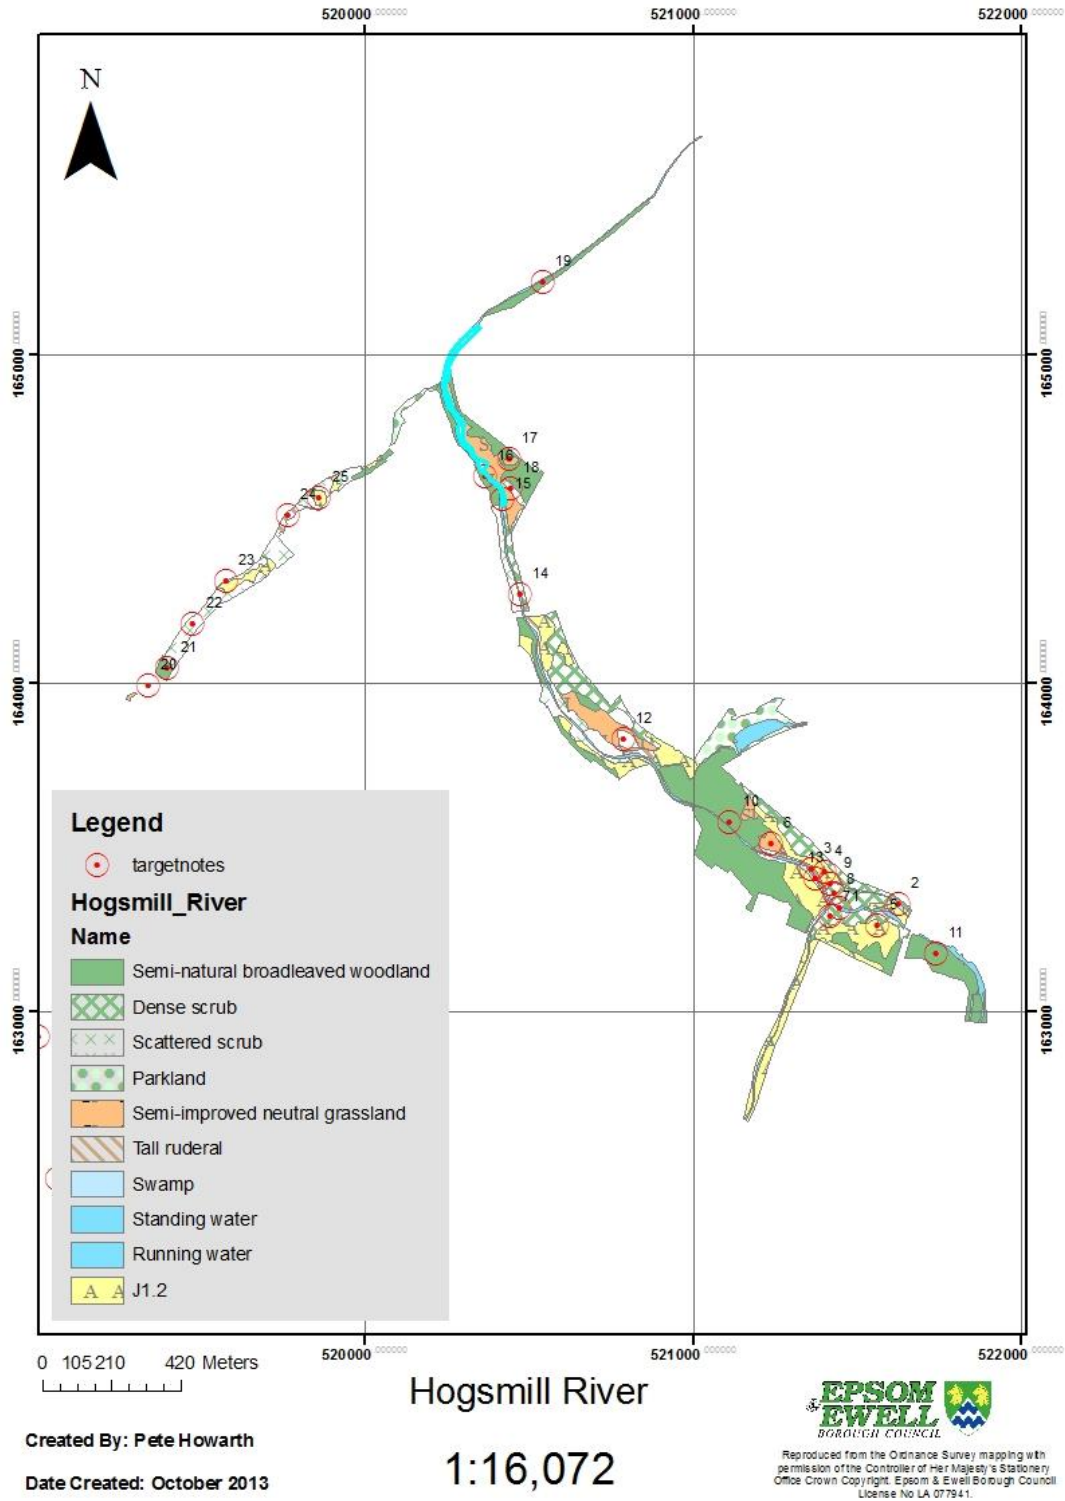 520000
521000
522000
N
19
165000
165000
17
16
18
S
15
25
24
14
23
A
22
21
20
164000
164000
12
A
10
6
3
4
13
9
A
8
2
7
1
5
A
A
A
11
163000
163000
A
Legend
targetnotes
Hogsmill_River
Name
Semi-natural broadleaved woodland
Dense scrub
Scattered scrub
Parkland
Semi-improved neutral grassland
Tall ruderal
Swamp
Standing water
Running water
A A J1.2
520000
521000
522000
0 105 210 420 Meters
Hogsmill River
1:16,072
Created By: Pete Howarth
Date Created: October 2013
EPSOM
& EWELL
BOROUGH COUNCIL
Reproduced from the Ordnance Survey mapping with
permission of the Controller of Her Majesty's Stationery
Office Crown Copyright. Epsom & Ewell Borough Council
License No LA 077941.